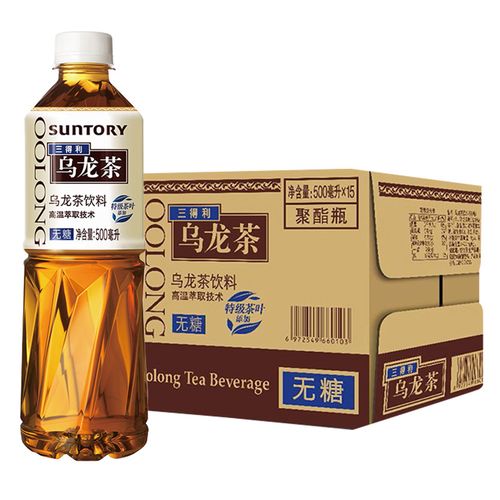 OOLONG
SUNTORY
三得利
乌龙茶
乌龙茶饮料
高温萃取技术
特级茶叶
添加
无糖
净含量:500毫升
OOLONG
三得利
乌龙茶
乌龙茶饮料
高温萃取技术
特级茶叶
添加
无糖
净含量:500毫升×15
聚酯瓶
6972549660103
Oolong Tea Beverage
无糖
三得利
乌龙茶